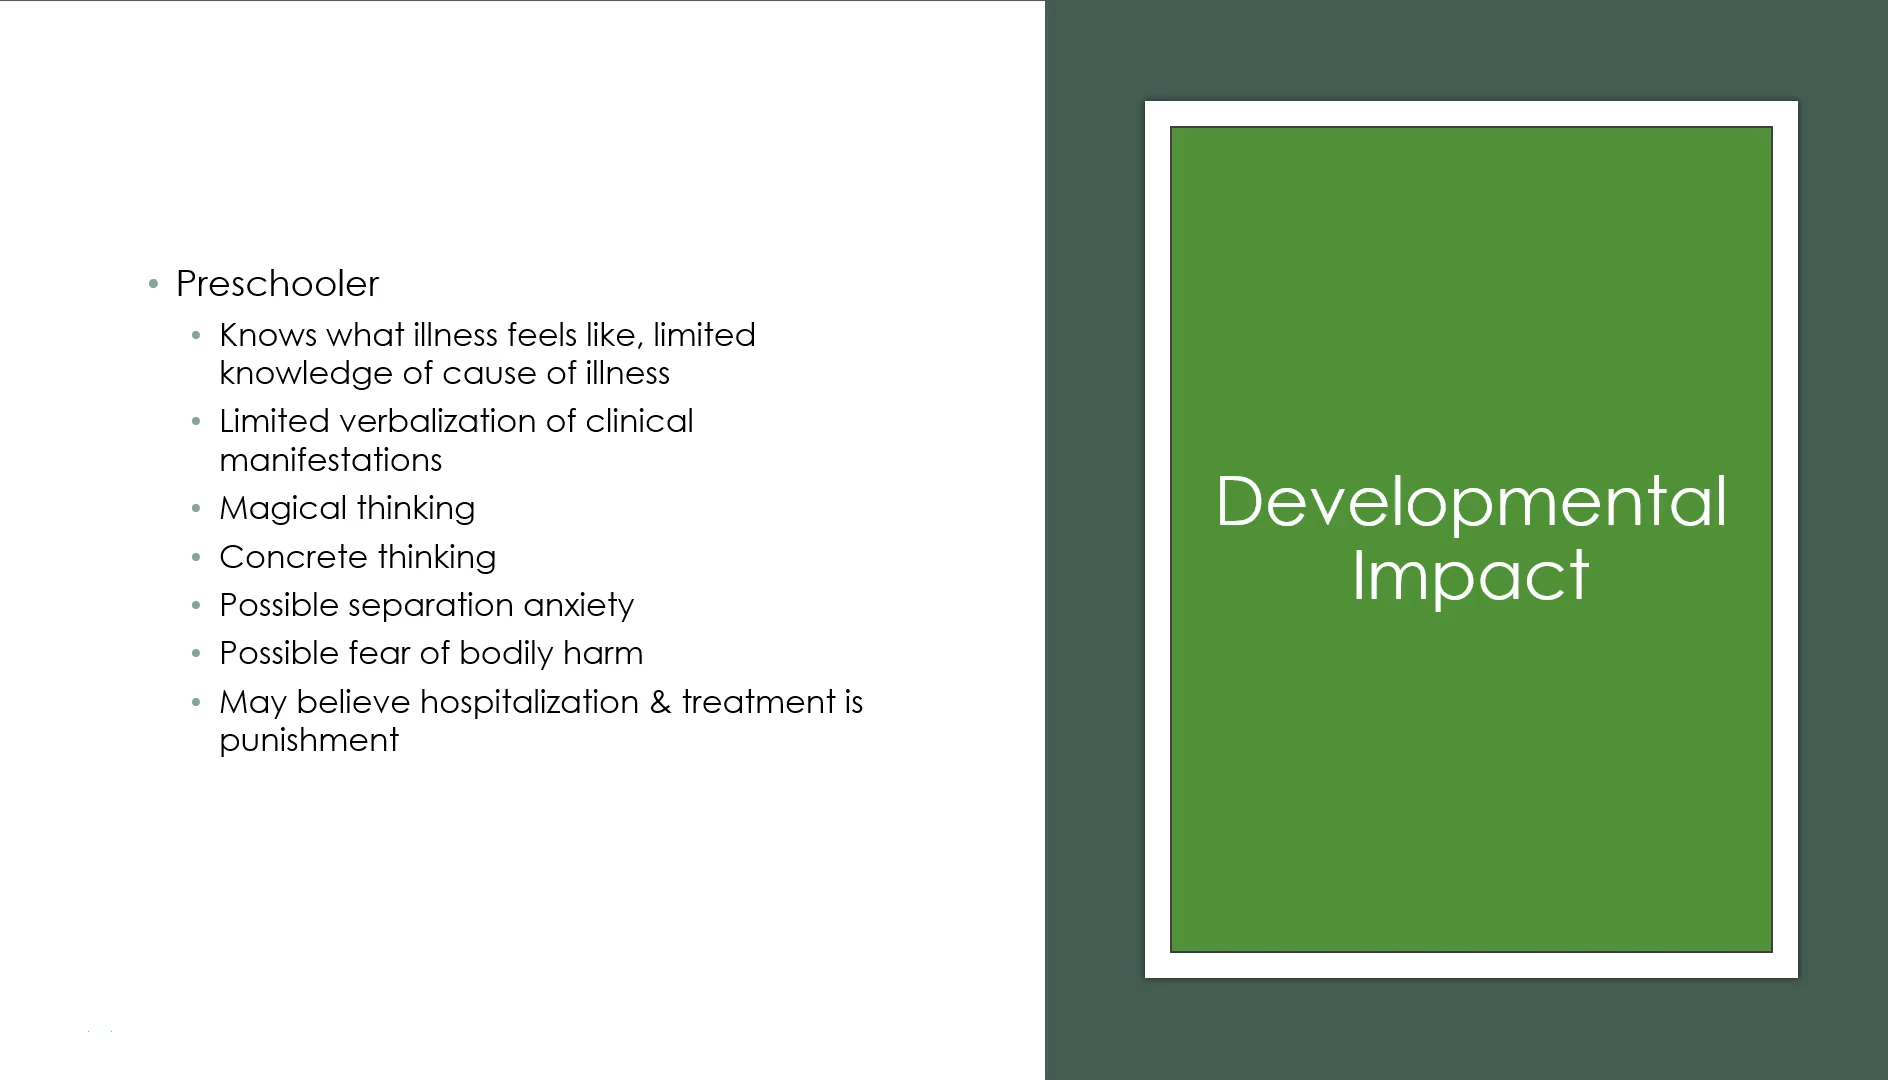 • Preschooler
• Knows what illness feels like, limited
knowledge of cause of illness
• Limited verbalization of clinical
manifestations
• Magical thinking
• Concrete thinking
• Possible separation anxiety
• Possible fear of bodily harm
• May believe hospitalization & treatment is
punishment
Developmental
Impact